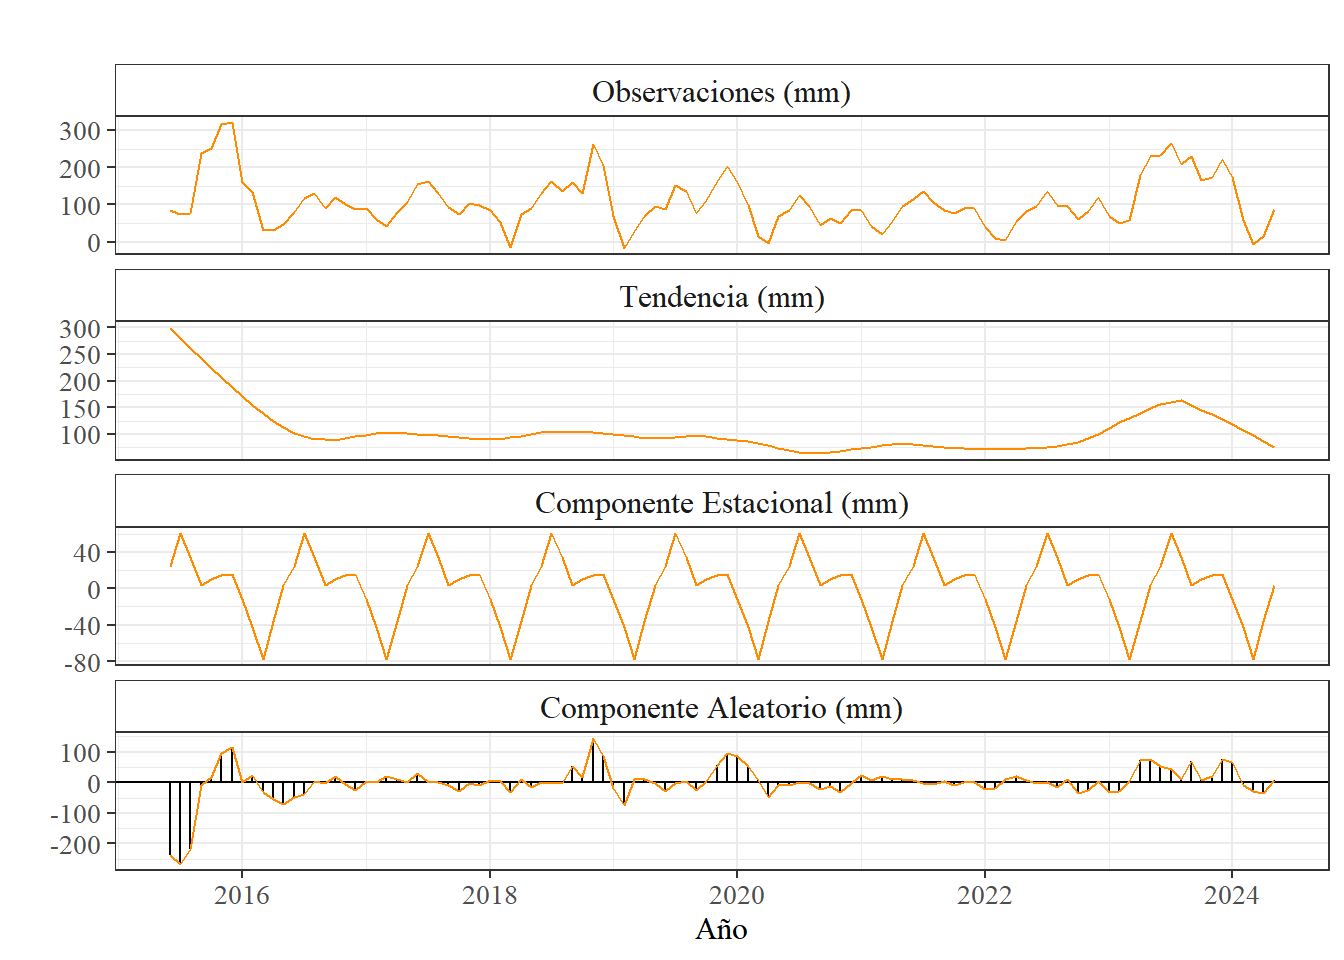 Observaciones (mm)
300
200
100
0
Tendencia (mm)
300
250
200
150
100
Componente Estacional (mm)
40
0
-40
-80
Componente Aleatorio (mm)
100
0
-100
-200
2016 2018 2020 2022 2024
Año